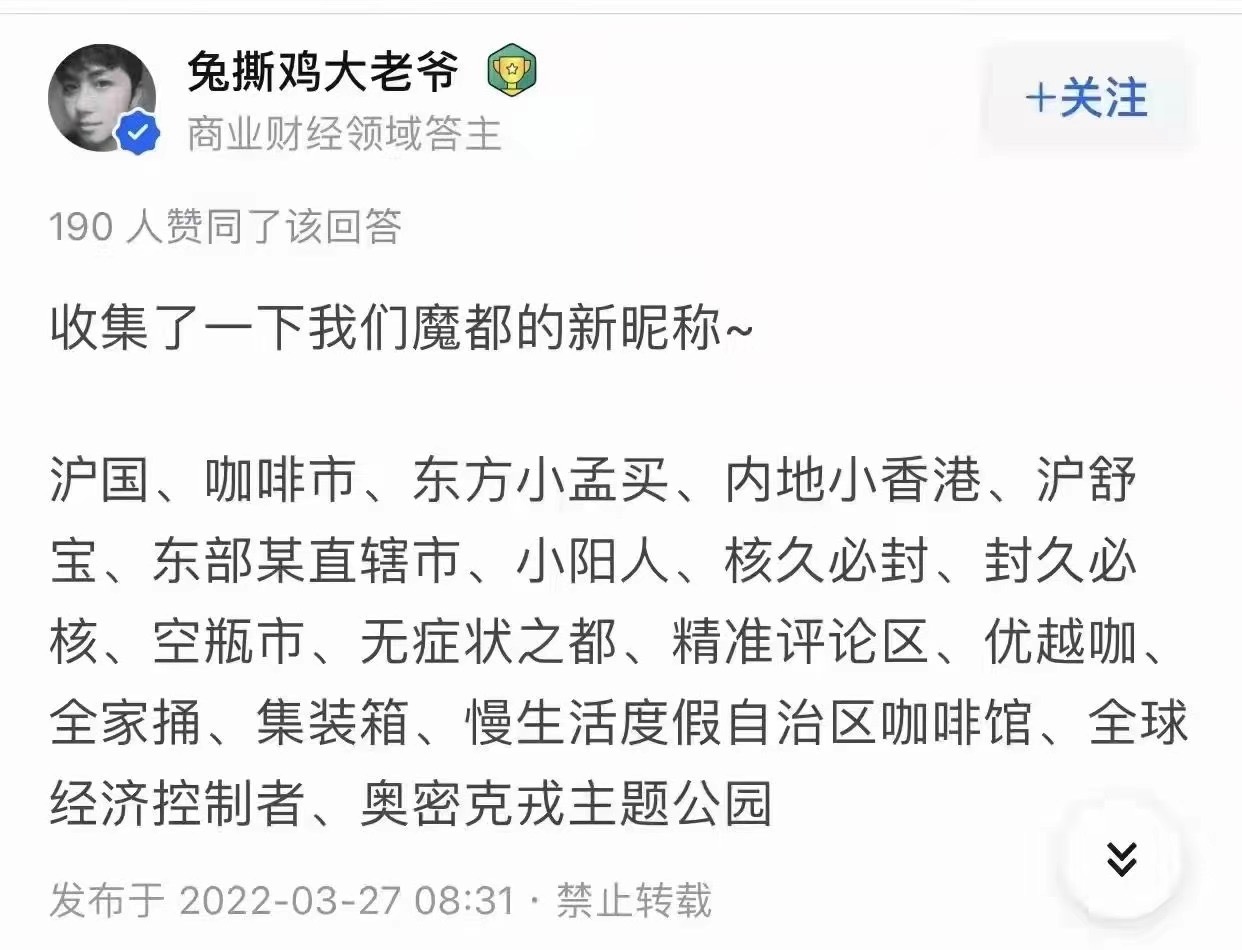 兔撕鸡大老爷
+关注
商业财经领域答主
190 人赞同了该回答
收集了一下我们魔都的新昵称~
沪国、咖啡市、东方小孟买、内地小香港、沪舒
宝、东部某直辖市、小阳人、核久必封、封久必
核、空瓶市、无症状之都、精准评论区、优越咖、
全家捅、集装箱、慢生活度假自治区咖啡馆、全球
经济控制者、奥密克戎主题公园
发布于 2022-03-27 08:31 · 禁止转载